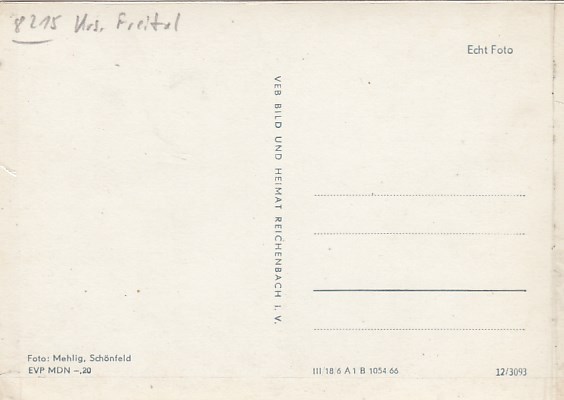 8215 Krs. Freital
Echt Foto
VEB BILD UND HEIMAT REICHENBACH i. V.
Foto: Mehlig, Schönfeld
EVP MDN –,20
III/18/6 A 1 B 1054 66
12/3093